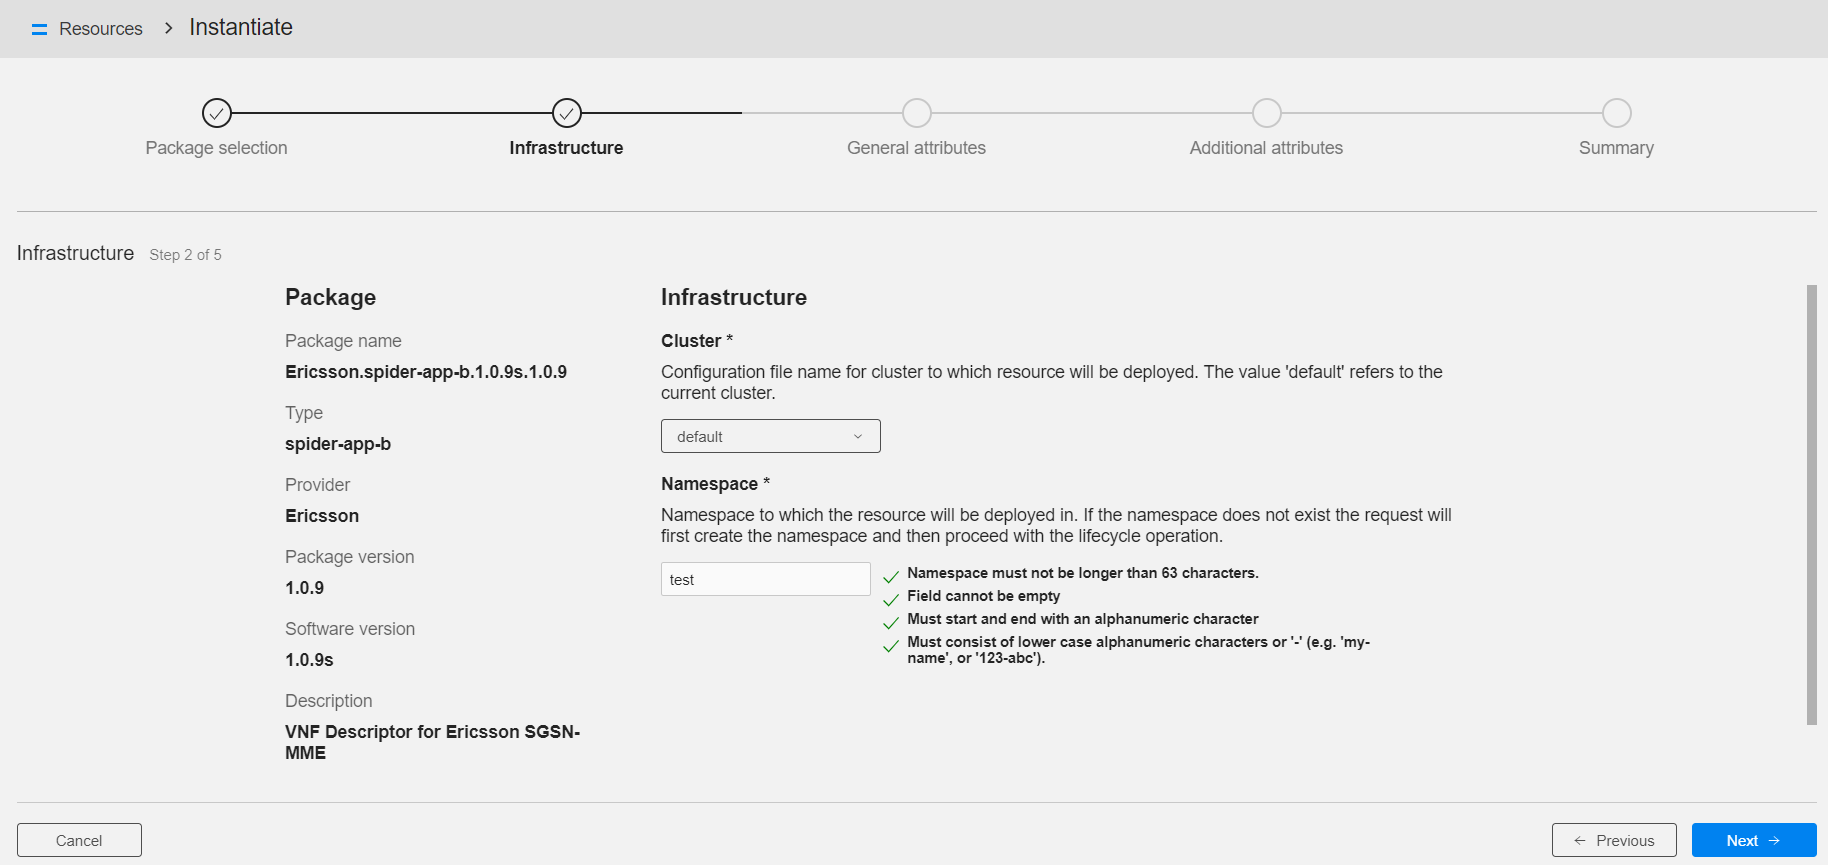 Resources > Instantiate
Package selection
Infrastructure
General attributes
Additional attributes
Summary
Infrastructure Step 2 of 5
Package
Package name
Ericsson.spider-app-b.1.0.9s.1.0.9
Type
spider-app-b
Provider
Ericsson
Package version
1.0.9
Software version
1.0.9s
Description
VNF Descriptor for Ericsson SGSN-
MME
Infrastructure
Cluster *
Configuration file name for cluster to which resource will be deployed. The value 'default' refers to the
current cluster.
default
Namespace *
Namespace to which the resource will be deployed in. If the namespace does not exist the request will
first create the namespace and then proceed with the lifecycle operation.
test
Namespace must not be longer than 63 characters.
Field cannot be empty
Must start and end with an alphanumeric character
Must consist of lower case alphanumeric characters or '-' (e.g. 'my-
name', or '123-abc').
Cancel
← Previous
Next →